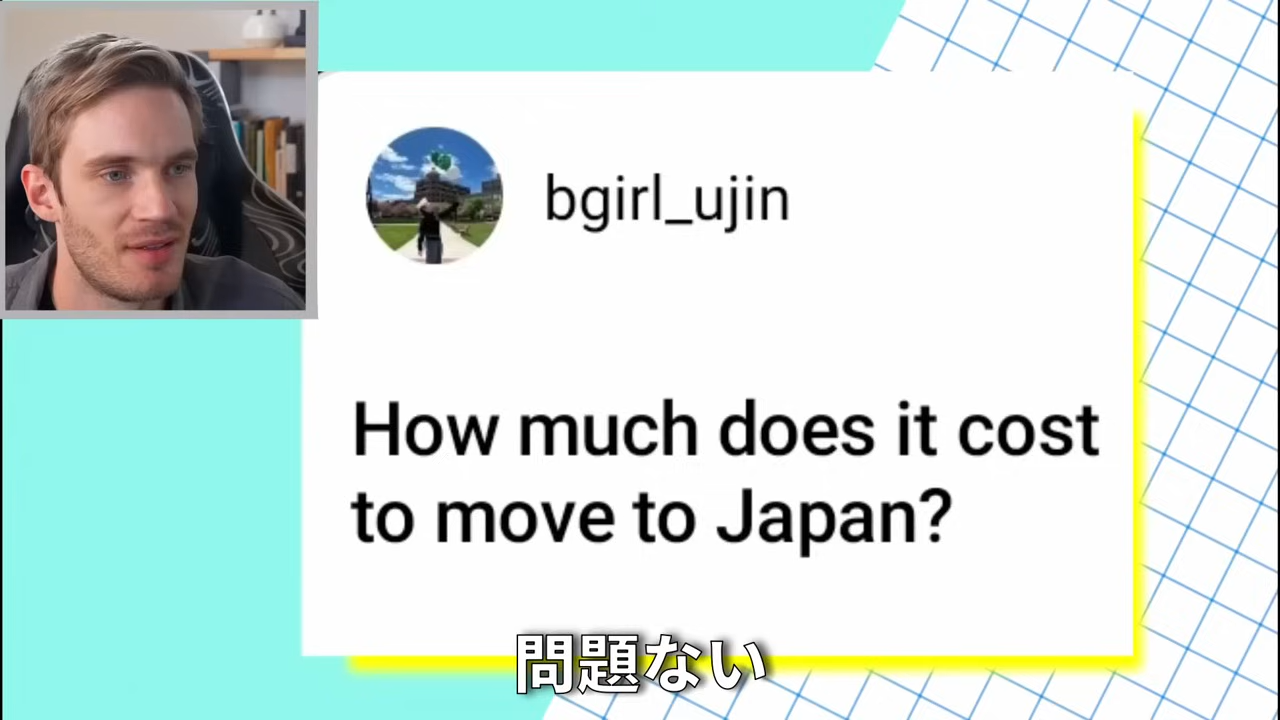 bgirl_ujin
How much does it cost
to move to Japan?
問題ない